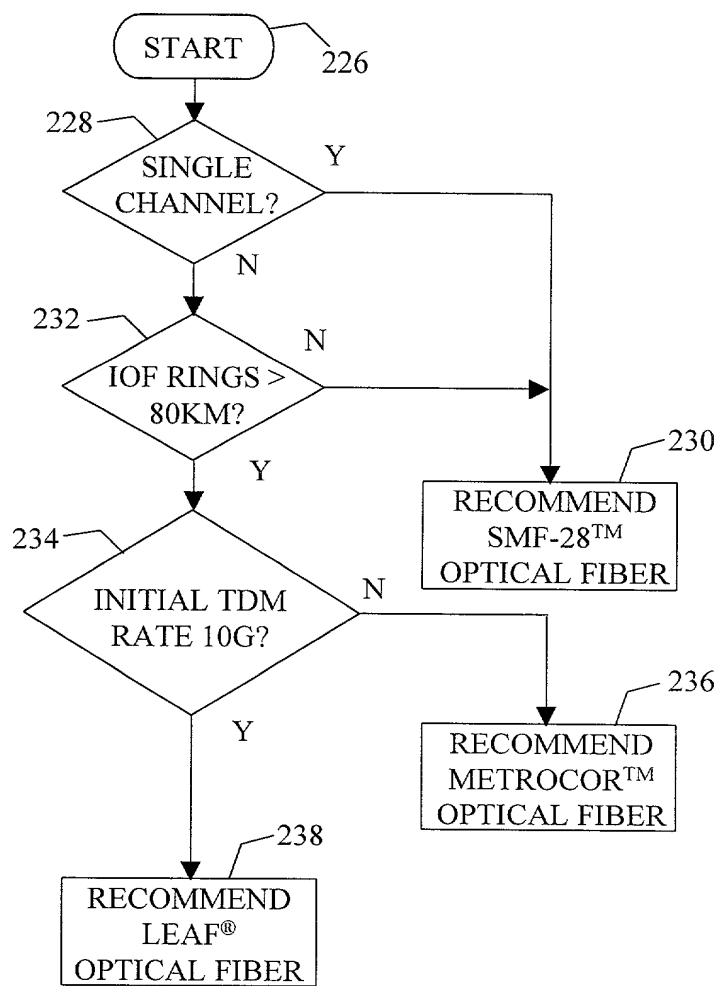 START
226
228
SINGLE
CHANNEL?
Y
N
232
IOF RINGS >
80KM?
N
Y
230
RECOMMEND
SMF-28™
OPTICAL FIBER
234
INITIAL TDM
RATE 10G?
N
Y
236
RECOMMEND
METROCOR™
OPTICAL FIBER
238
RECOMMEND
LEAF®
OPTICAL FIBER